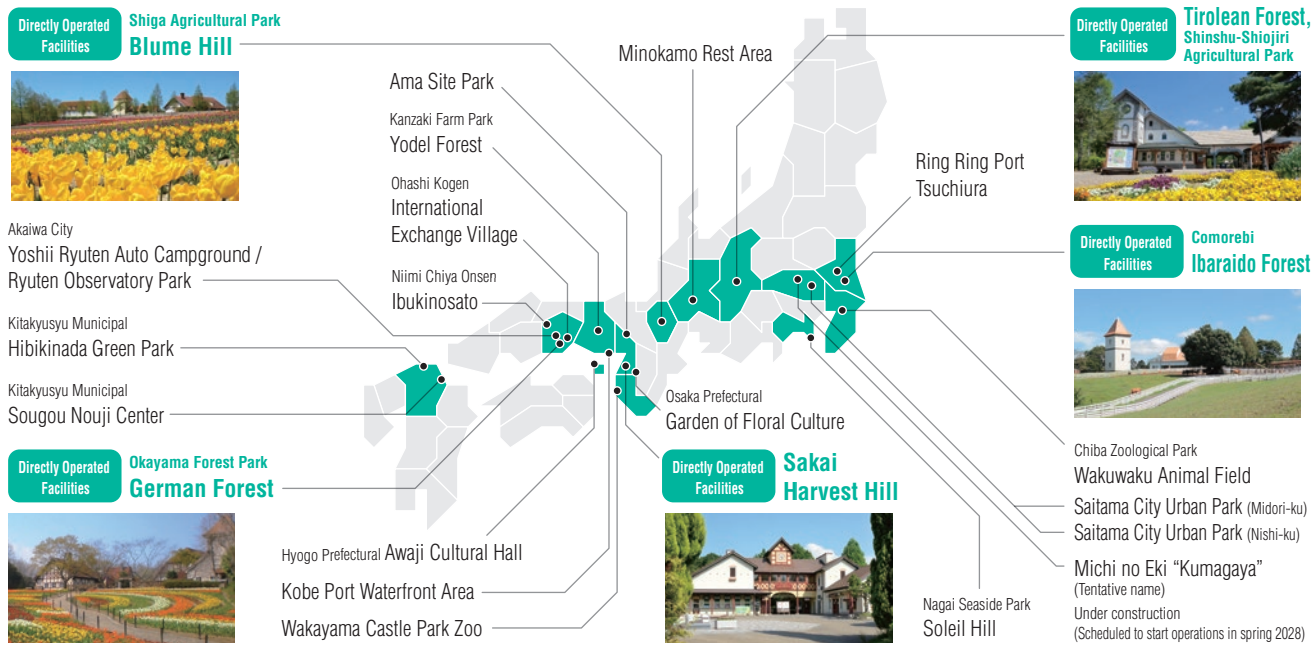 Directly Operated
Facilities
Shiga Agricultural Park
Blume Hill
Ama Site Park
Kanzaki Farm Park
Yodel Forest
Ohashi Kogen
International
Exchange Village
Niimi Chiya Onsen
Ibukinosato
Akaiwa City
Yoshii Ryuten Auto Campground /
Ryuten Observatory Park
Kitakyusyu Municipal
Hibikinada Green Park
Kitakyusyu Municipal
Sougou Nouji Center
Directly Operated
Facilities
Okayama Forest Park
German Forest
Hyogo Prefectural Awaji Cultural Hall
Kobe Port Waterfront Area
Wakayama Castle Park Zoo
Minokamo Rest Area
Osaka Prefectural
Garden of Floral Culture
Directly Operated
Facilities
Sakai
Harvest Hill
Nagai Seaside Park
Soleil Hill
Directly Operated
Facilities
Tirolean Forest,
Shinshu-Shiojiri
Agricultural Park
Ring Ring Port
Tsuchiura
Directly Operated
Facilities
Comorebi
Ibaraido Forest
Chiba Zoological Park
Wakuwaku Animal Field
Saitama City Urban Park (Midori-ku)
Saitama City Urban Park (Nishi-ku)
Michi no Eki “Kumagaya”
(Tentative name)
Under construction
(Scheduled to start operations in spring 2028)